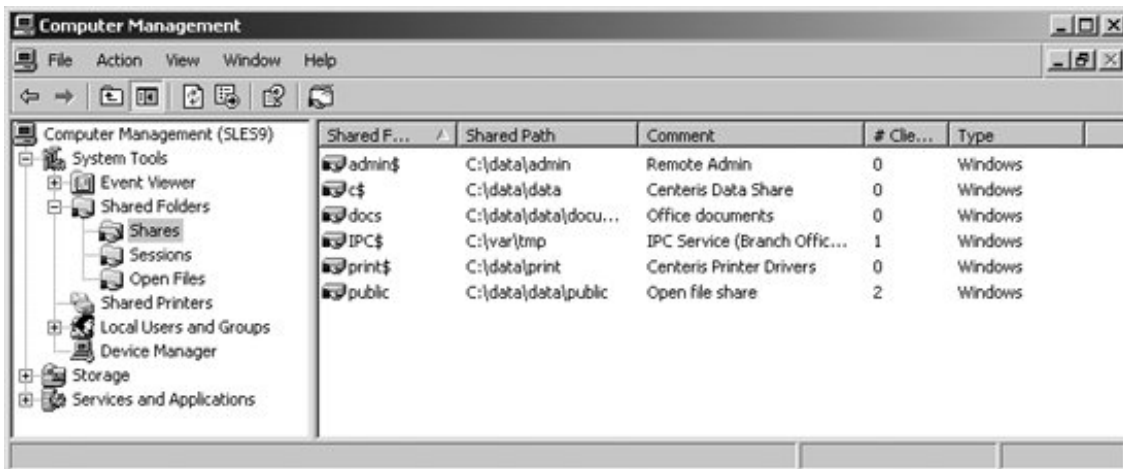 Computer Management
File Action View Window Help
Computer Management (SLES9)
System Tools
Event Viewer
Shared Folders
Shares
Sessions
Open Files
Shared Printers
Local Users and Groups
Device Manager
Storage
Services and Applications
Shared F... Shared Path Comment # Clie... Type
admin$ C:\data\admin Remote Admin 0 Windows
c$ C:\data\data Centeris Data Share 0 Windows
docs C:\data\data\docu... Office documents 0 Windows
IPC$ C:\var\tmp IPC Service (Branch Offic... 1 Windows
print$ C:\data\print Centeris Printer Drivers 0 Windows
public C:\data\data\public Open file share 2 Windows